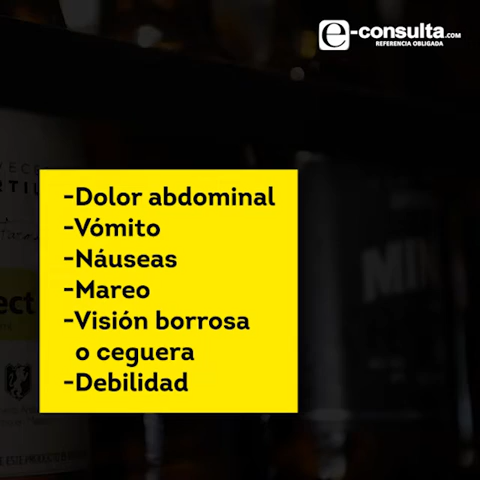 e-consulta.com
REFERENCIA OBLIGADA
-Dolor abdominal
-Vómito
-Náuseas
-Mareo
-Visión borrosa
o ceguera
-Debilidad